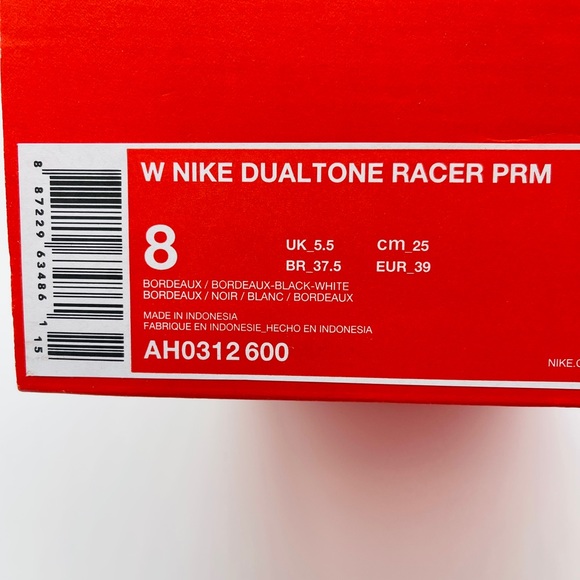 W NIKE DUALTONE RACER PRM
8
UK_5.5 cm_25
BR_37.5 EUR_39
BORDEAUX / BORDEAUX-BLACK-WHITE
BORDEAUX / NOIR / BLANC / BORDEAUX
MADE IN INDONESIA
FABRIQUE EN INDONESIE_HECHO EN INDONESIA
AH0312 600
NIKE.C
8 87229 63486 1 15